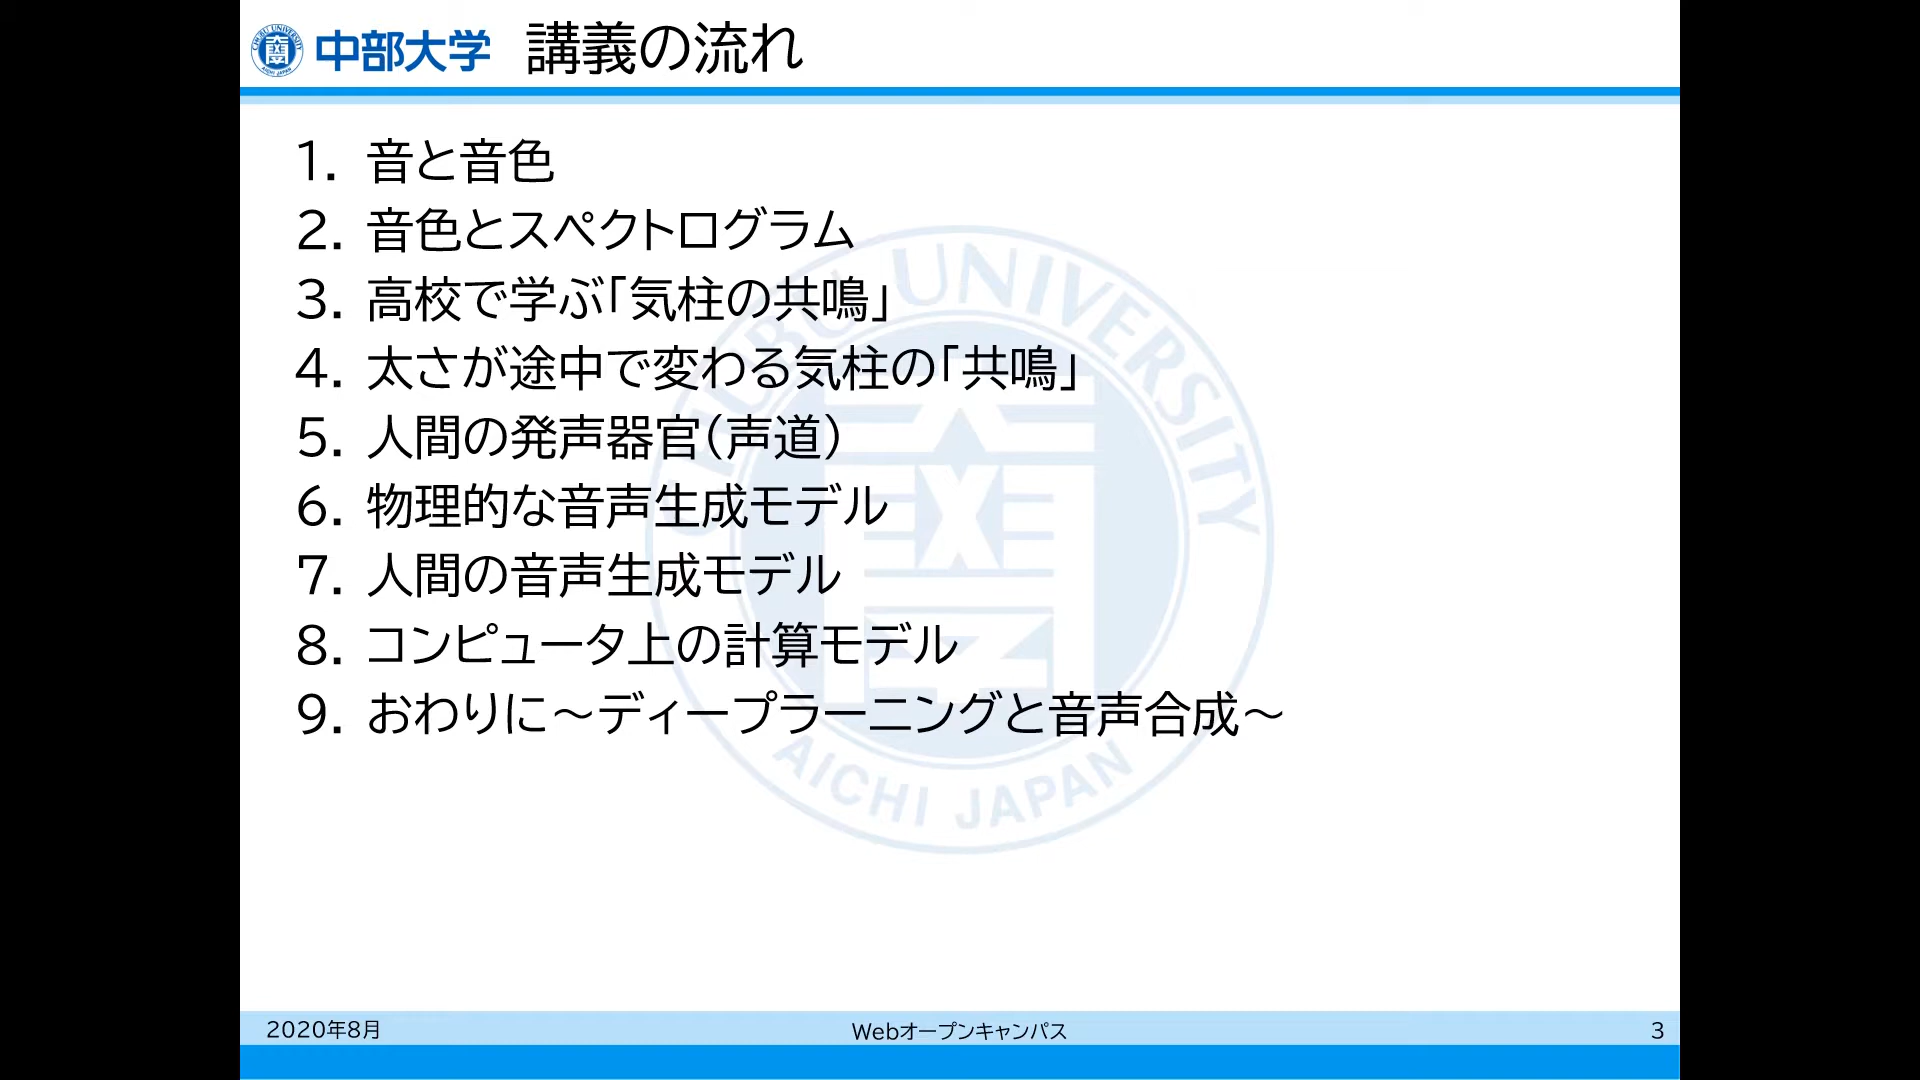 中部大学 講義の流れ
1. 音と音色
2. 音色とスペクトログラム
3. 高校で学ぶ「気柱の共鳴」
4. 太さが途中で変わる気柱の「共鳴」
5. 人間の発声器官(声道)
6. 物理的な音声生成モデル
7. 人間の音声生成モデル
8. コンピュータ上の計算モデル
9. おわりに～ディープラーニングと音声合成～
CHUBU UNIVERSITY
AICHI JAPAN
2020年8月 Webオープンキャンパス 3